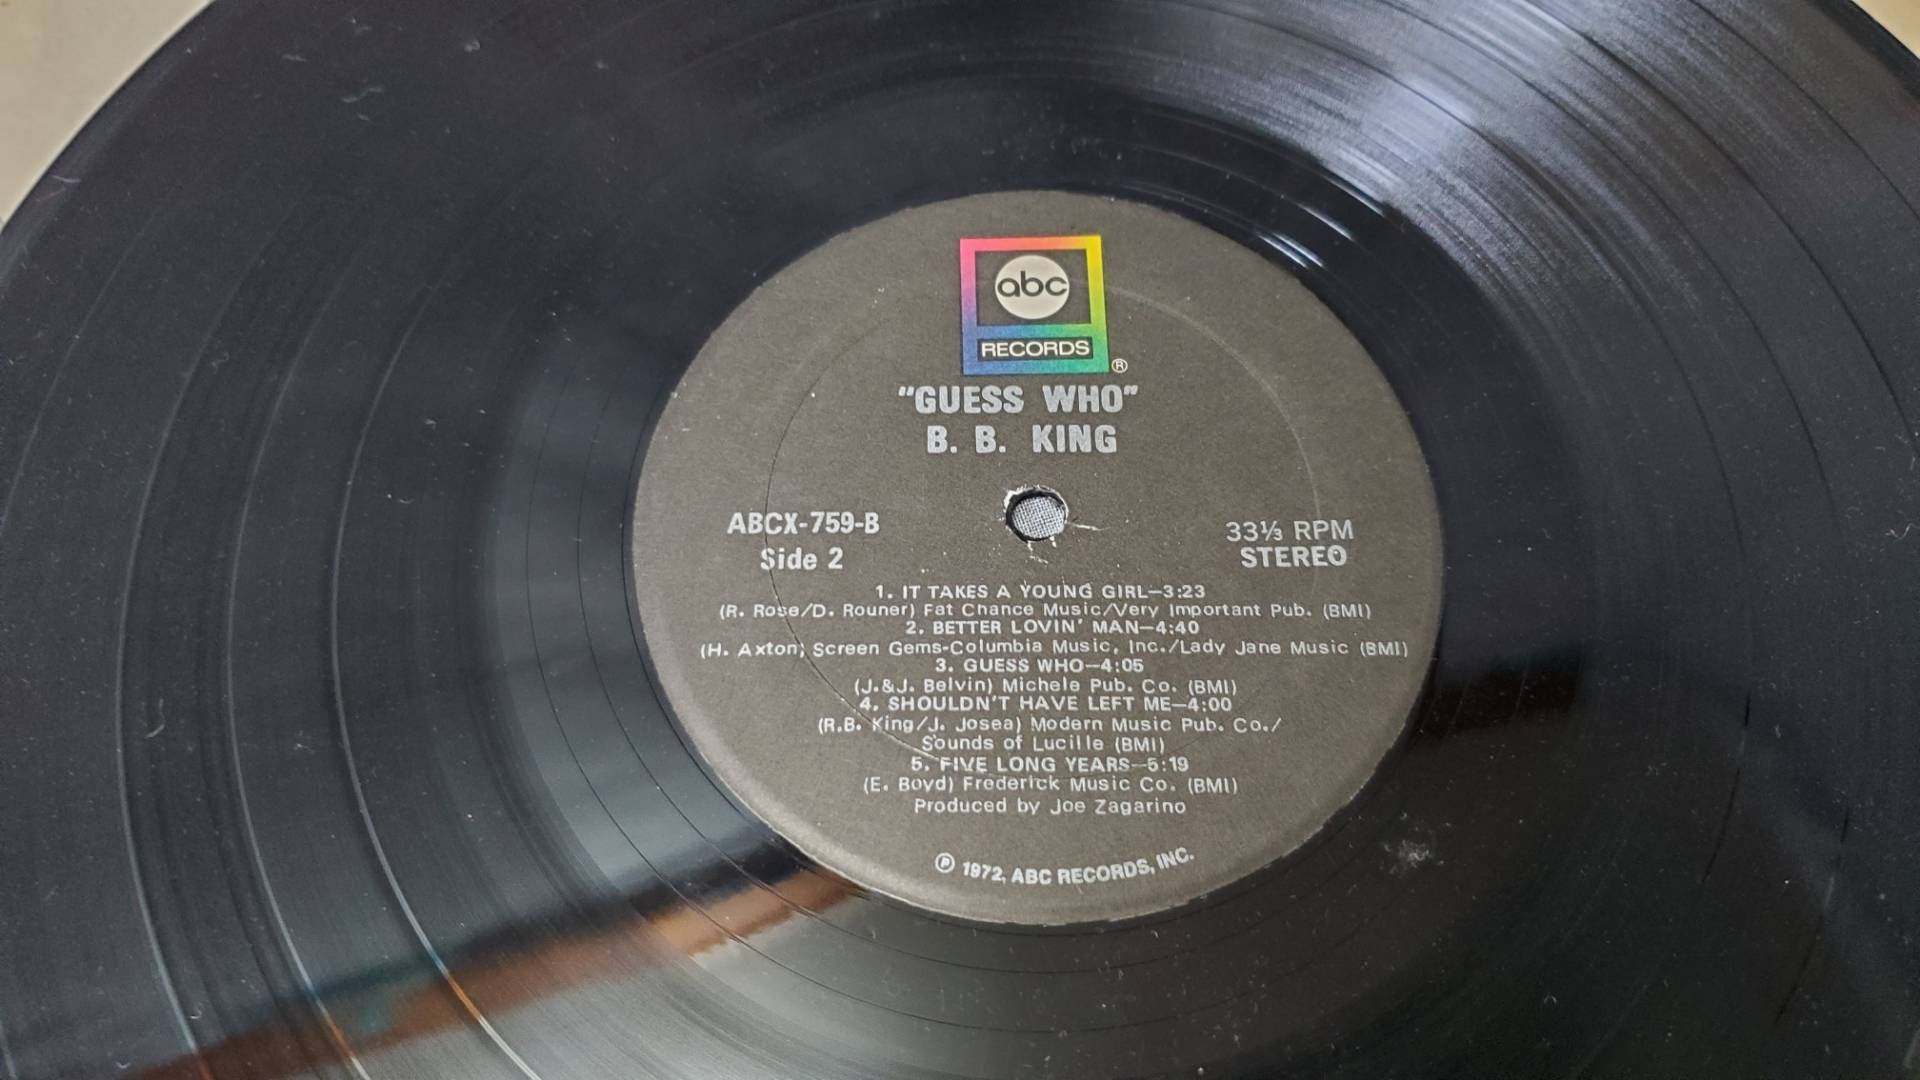 abc
RECORDS
®
"GUESS WHO"
B. B. KING
ABCX-759-B
Side 2
33⅓ RPM
STEREO
1. IT TAKES A YOUNG GIRL—3:23
(R. Rose/D. Rouner) Fat Chance Music/Very Important Pub. (BMI)
2. BETTER LOVIN' MAN—4:40
(H. Axton) Screen Gems-Columbia Music, Inc./Lady Jane Music (BMI)
3. GUESS WHO—4:05
(J.&J. Belvin) Michele Pub. Co. (BMI)
4. SHOULDN'T HAVE LEFT ME—4:00
(R.B. King/J. Josea) Modern Music Pub. Co./
Sounds of Lucille (BMI)
5. FIVE LONG YEARS—5:19
(E. Boyd) Frederick Music Co. (BMI)
Produced by Joe Zagarino
℗ 1972, ABC RECORDS, INC.